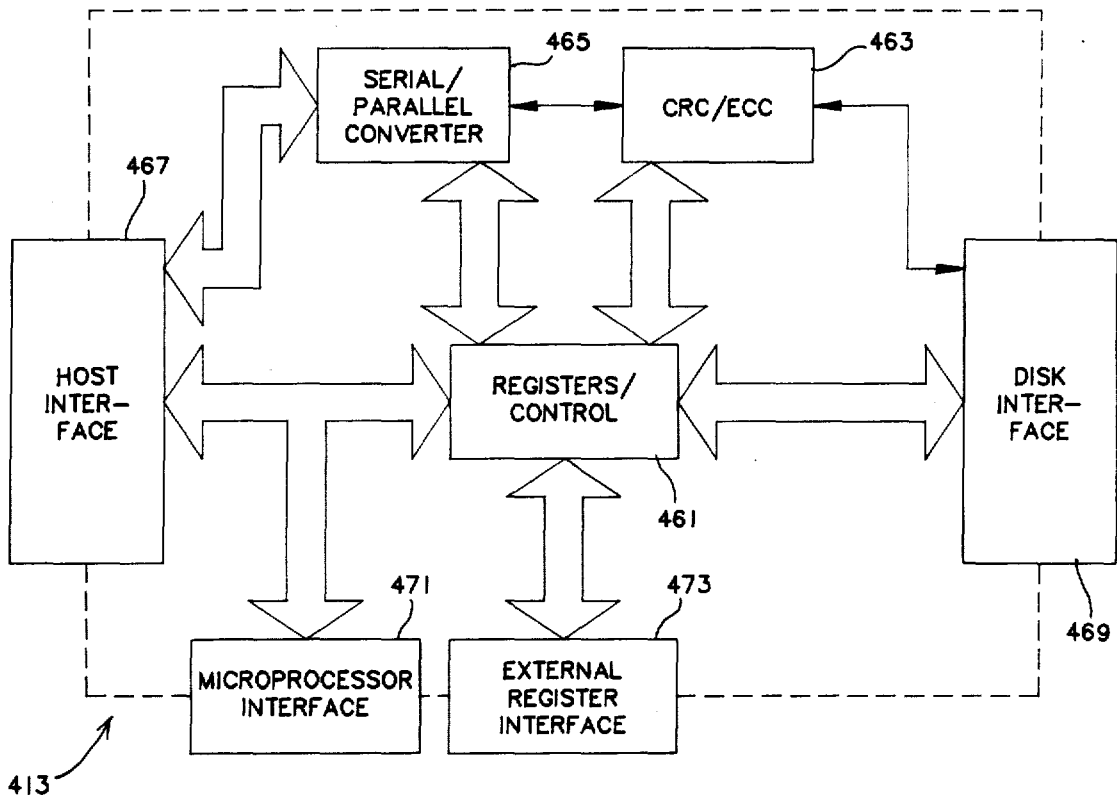 465
463
SERIAL/
PARALLEL
CONVERTER
CRC/ECC
467
HOST
INTER-
FACE
REGISTERS/
CONTROL
DISK
INTER-
FACE
461
471
473
469
MICROPROCESSOR
INTERFACE
EXTERNAL
REGISTER
INTERFACE
413